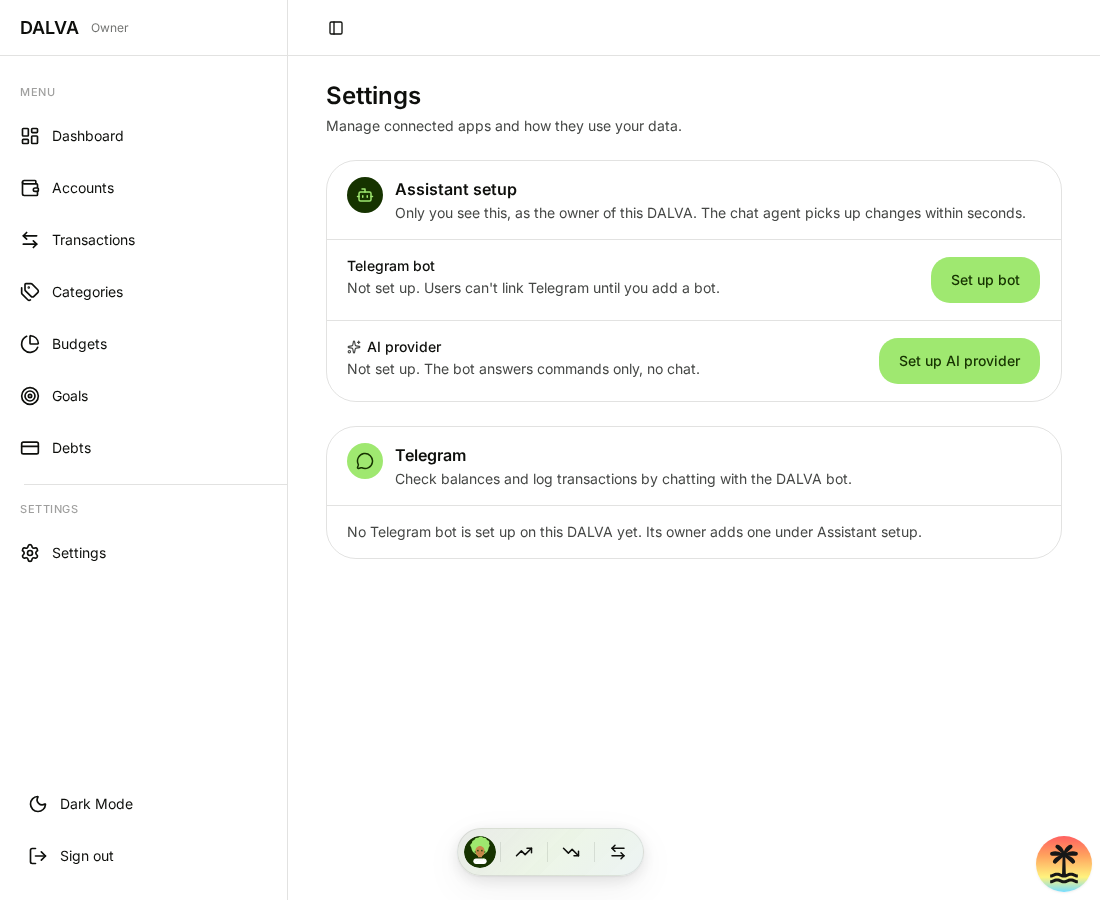 DALVA Owner
MENU
Dashboard
Accounts
Transactions
Categories
Budgets
Goals
Debts
SETTINGS
Settings
Dark Mode
Sign out
Settings
Manage connected apps and how they use your data.
Assistant setup
Only you see this, as the owner of this DALVA. The chat agent picks up changes within seconds.
Telegram bot
Not set up. Users can't link Telegram until you add a bot.
Set up bot
AI provider
Not set up. The bot answers commands only, no chat.
Set up AI provider
Telegram
Check balances and log transactions by chatting with the DALVA bot.
No Telegram bot is set up on this DALVA yet. Its owner adds one under Assistant setup.